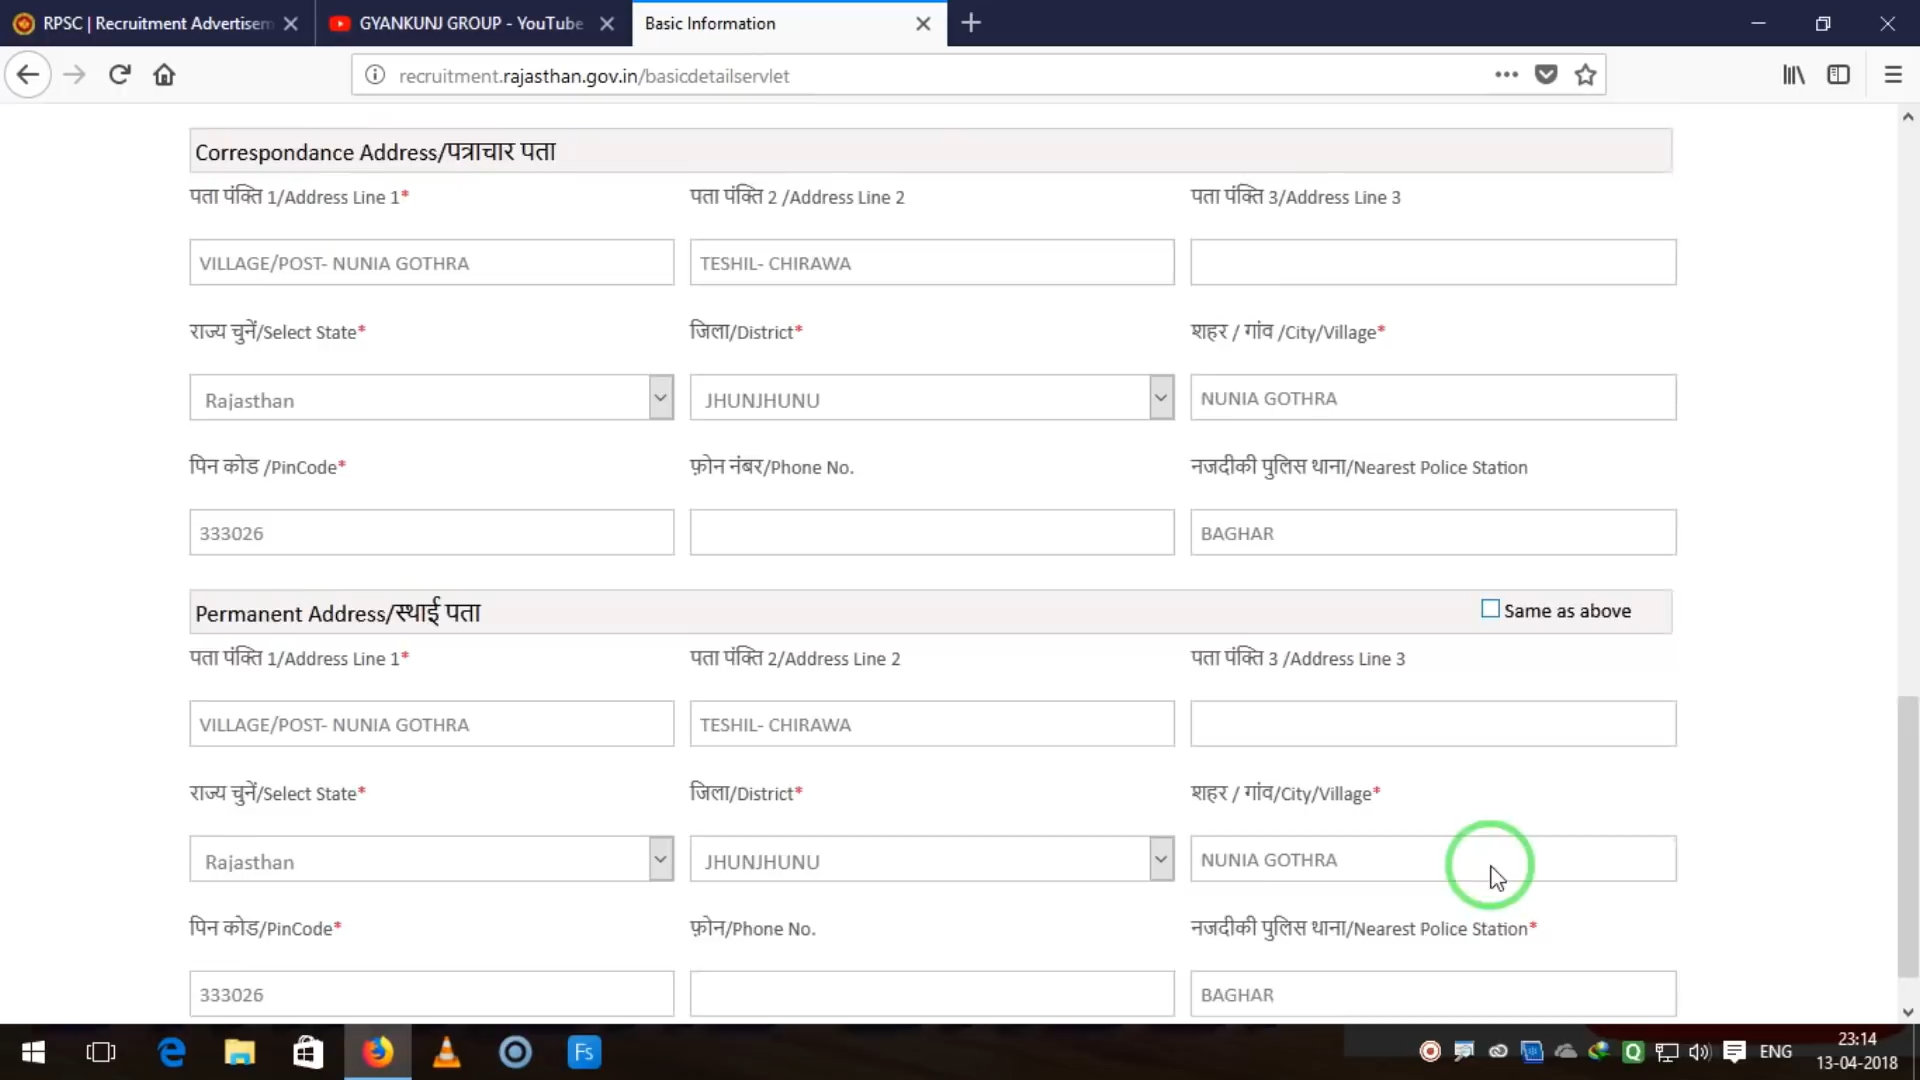 RPSC | Recruitment Advertisem
GYANKUNJ GROUP - YouTube
Basic Information
recruitment.rajasthan.gov.in/basicdetailservlet
Correspondance Address/पत्राचार पता
पता पंक्ति 1/Address Line 1*
पता पंक्ति 2 /Address Line 2
पता पंक्ति 3/Address Line 3
VILLAGE/POST- NUNIA GOTHRA
TESHIL- CHIRAWA
राज्य चुनें/Select State*
जिला/District*
शहर / गांव /City/Village*
Rajasthan
JHUNJHUNU
NUNIA GOTHRA
पिन कोड /PinCode*
फ़ोन नंबर/Phone No.
नजदीकी पुलिस थाना/Nearest Police Station
333026
BAGHAR
Permanent Address/स्थाई पता
Same as above
पता पंक्ति 1/Address Line 1*
पता पंक्ति 2/Address Line 2
पता पंक्ति 3 /Address Line 3
VILLAGE/POST- NUNIA GOTHRA
TESHIL- CHIRAWA
राज्य चुनें/Select State*
जिला/District*
शहर / गांव/City/Village*
Rajasthan
JHUNJHUNU
NUNIA GOTHRA
पिन कोड/PinCode*
फ़ोन/Phone No.
नजदीकी पुलिस थाना/Nearest Police Station*
333026
BAGHAR
Fs
ENG
23:14
13-04-2018